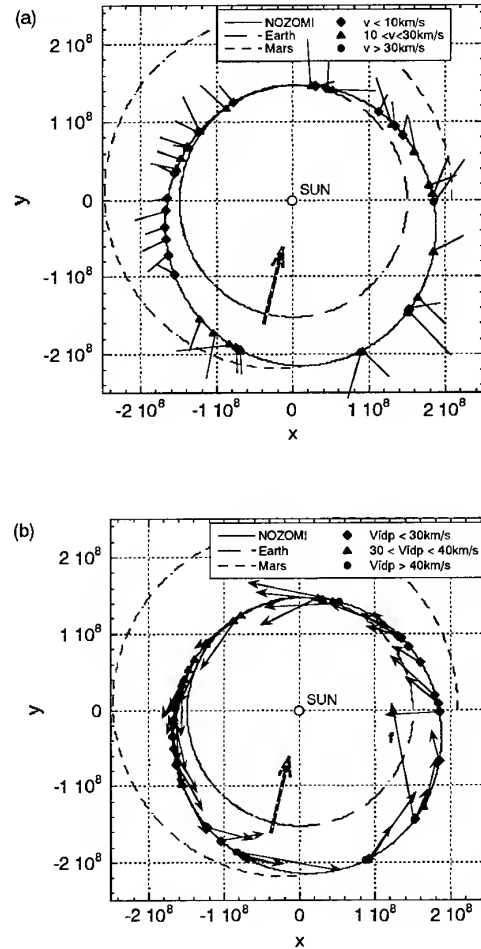 (a)
NOZOMI
Earth
Mars
v < 10km/s
10 <v<30km/s
v > 30km/s
2 10⁸
1 10⁸
0
-1 10⁸
-2 10⁸
y
SUN
-2 10⁸ -1 10⁸ 0 1 10⁸ 2 10⁸
x
(b)
NOZOMI
Earth
Mars
Vidp < 30km/s
30 < Vidp < 40km/s
Vidp > 40km/s
2 10⁸
1 10⁸
0
-1 10⁸
-2 10⁸
y
SUN
f
-2 10⁸ -1 10⁸ 0 1 10⁸ 2 10⁸
x